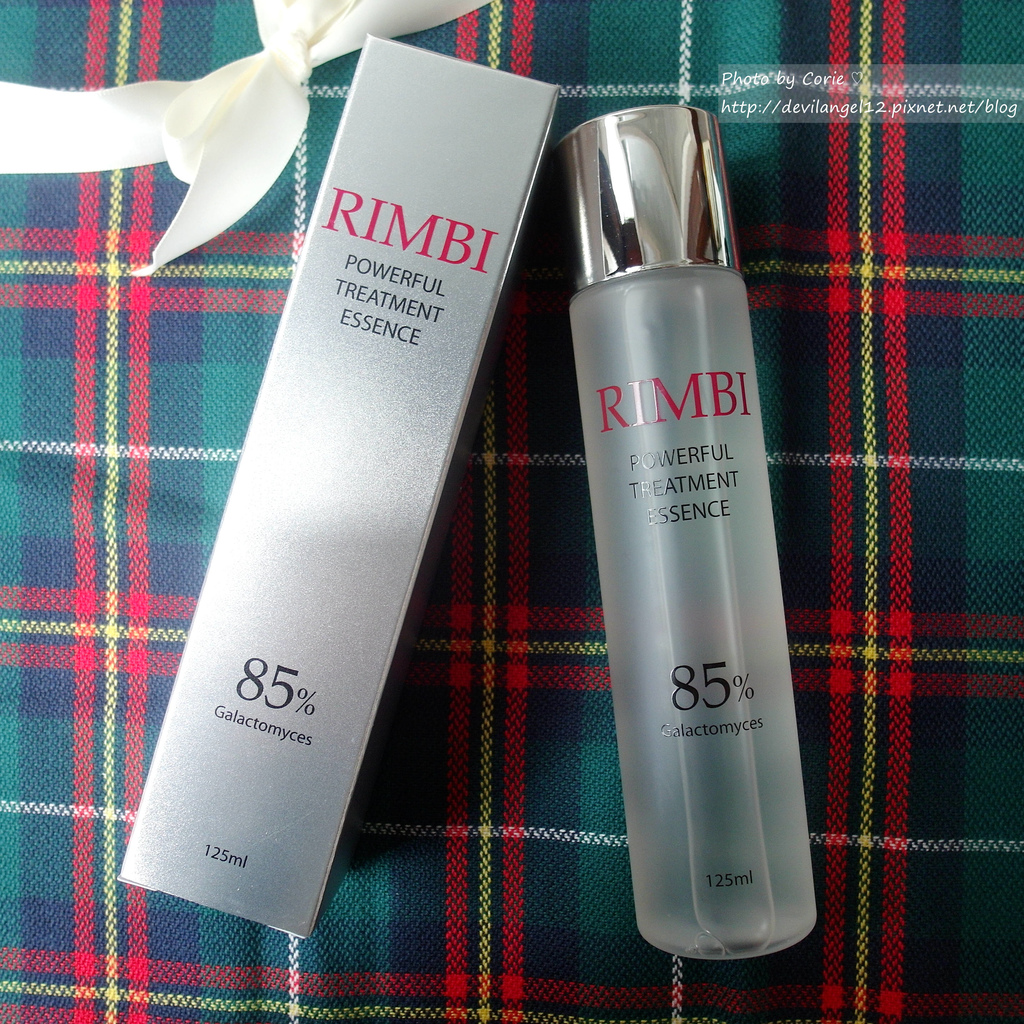 Photo by Corie ♡
http://devilangel12.pixnet.net/blog
RIMBI
POWERFUL
TREATMENT
ESSENCE
85%
Galactomyces
125ml
RIMBI
POWERFUL
TREATMENT
ESSENCE
85%
Galactomyces
125ml